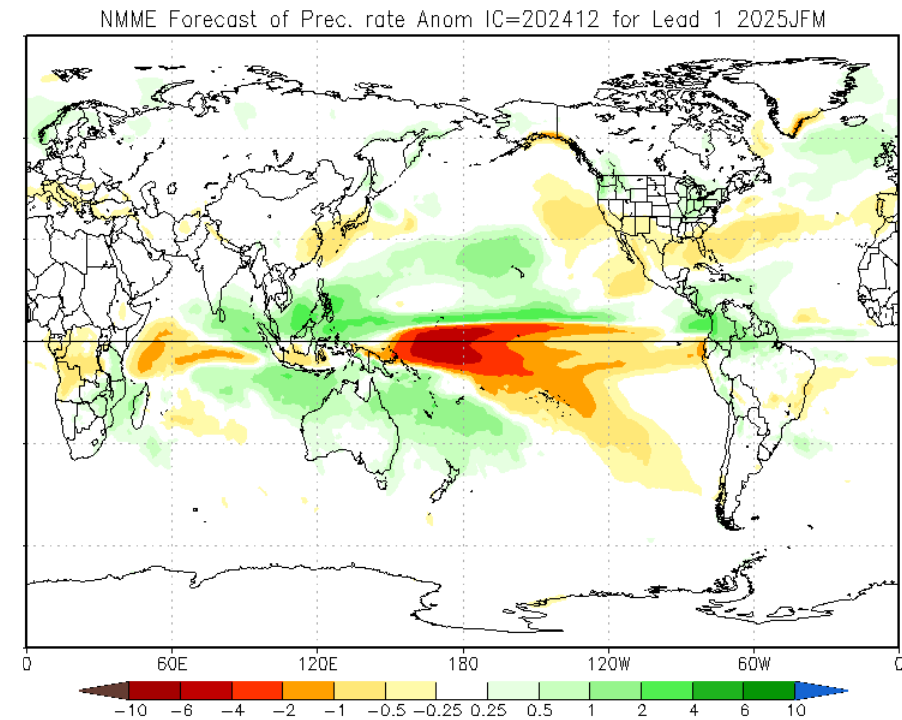 NMME Forecast of Prec. rate Anom IC=202412 for Lead 1 2025JFM
0 60E 120E 180 120W 60W 0
-10 -6 -4 -2 -1 -0.5 -0.25 0.25 0.5 1 2 4 6 10